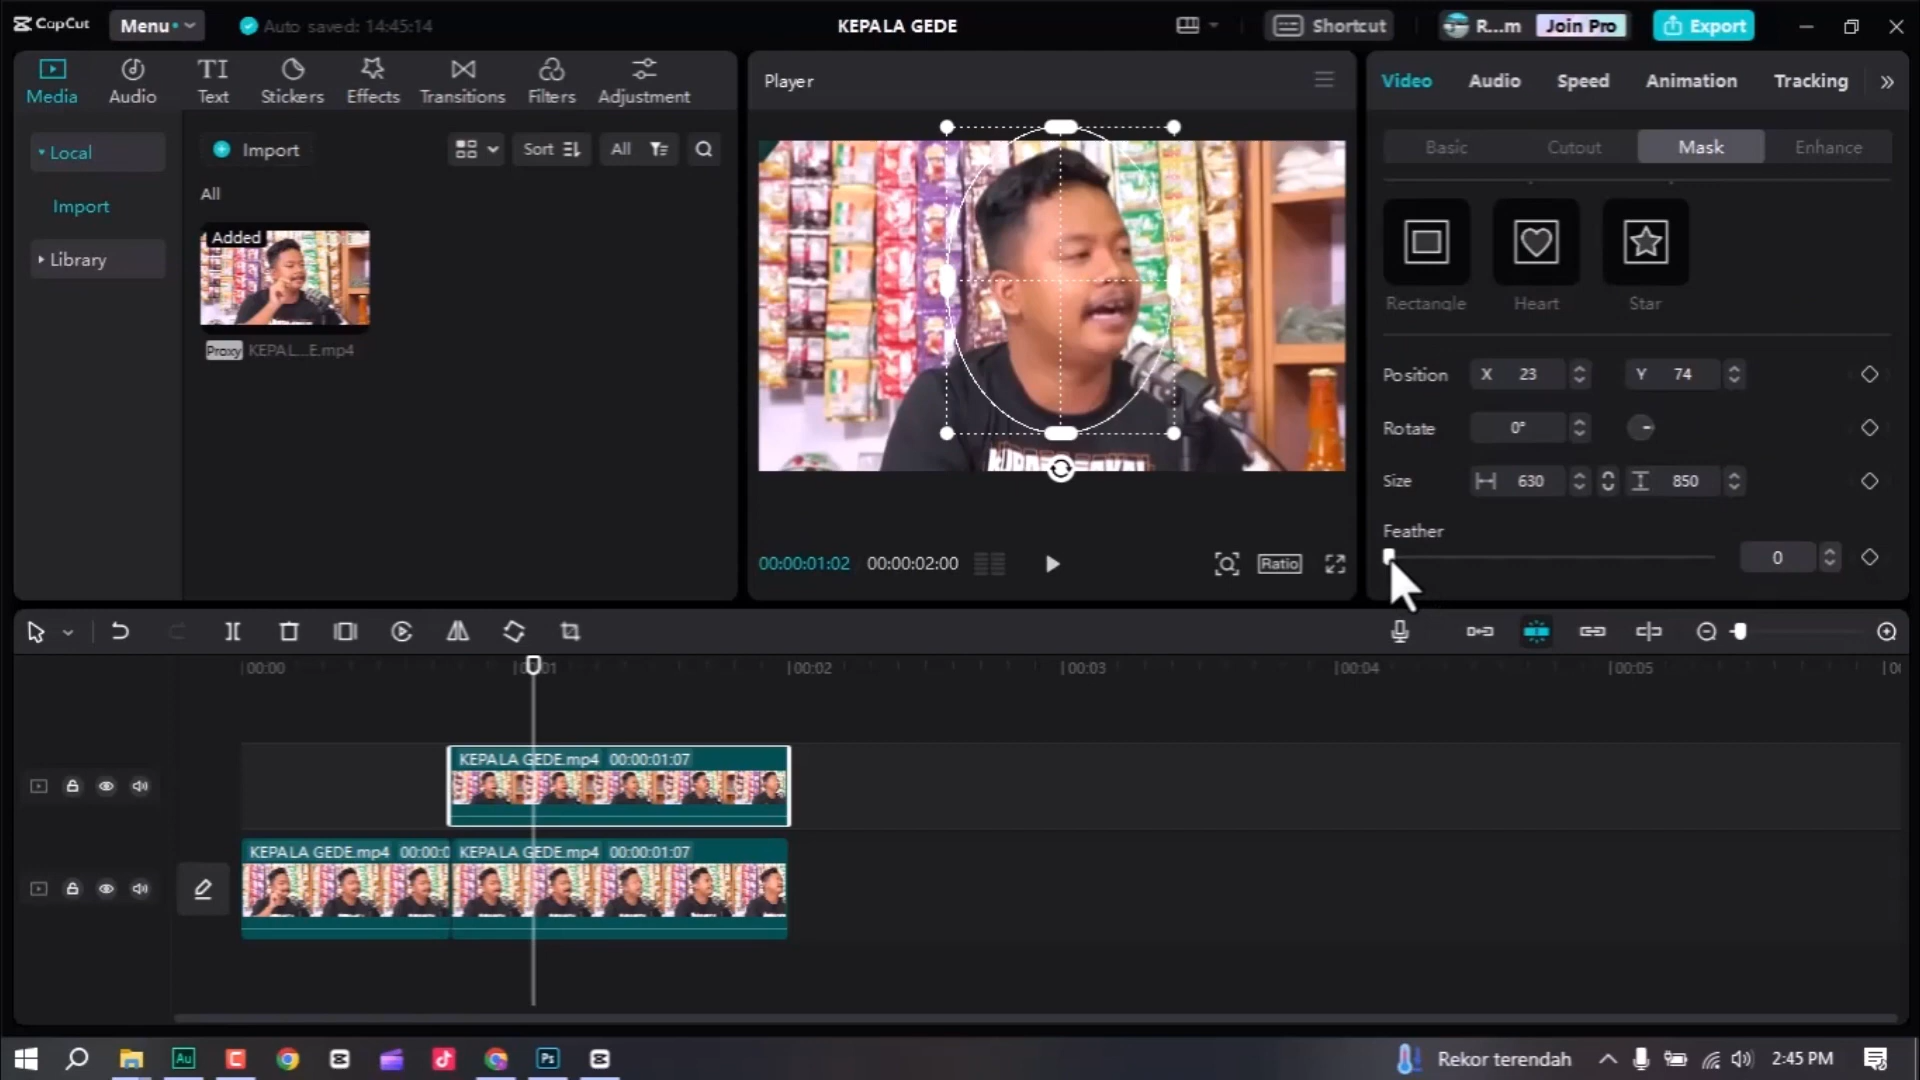 CapCut
Menu
Auto saved: 14:45:14
KEPALA GEDE
Shortcut
R...m
Join Pro
Export
Media
Audio
Text
Stickers
Effects
Transitions
Filters
Adjustment
Player
Video
Audio
Speed
Animation
Tracking
Local
Import
Library
Import
Sort
All
All
Added
Proxy KEPAL...E.mp4
Basic
Cutout
Mask
Enhance
Rectangle
Heart
Star
Position X 23 Y 74
Rotate 0°
Size 630 850
Feather
0
00:00:01:02 00:00:02:00
Ratio
00:00
00:02
00:03
00:04
00:05
KEPALA GEDE.mp4 00:00:01:07
KEPALA GEDE.mp4 00:00:0
KEPALA GEDE.mp4 00:00:01:07
Au
Ps
Rekor terendah
2:45 PM